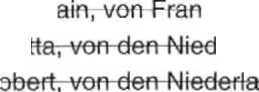 ain, von Fran
tta, von den Nied
obert, von den Niederla